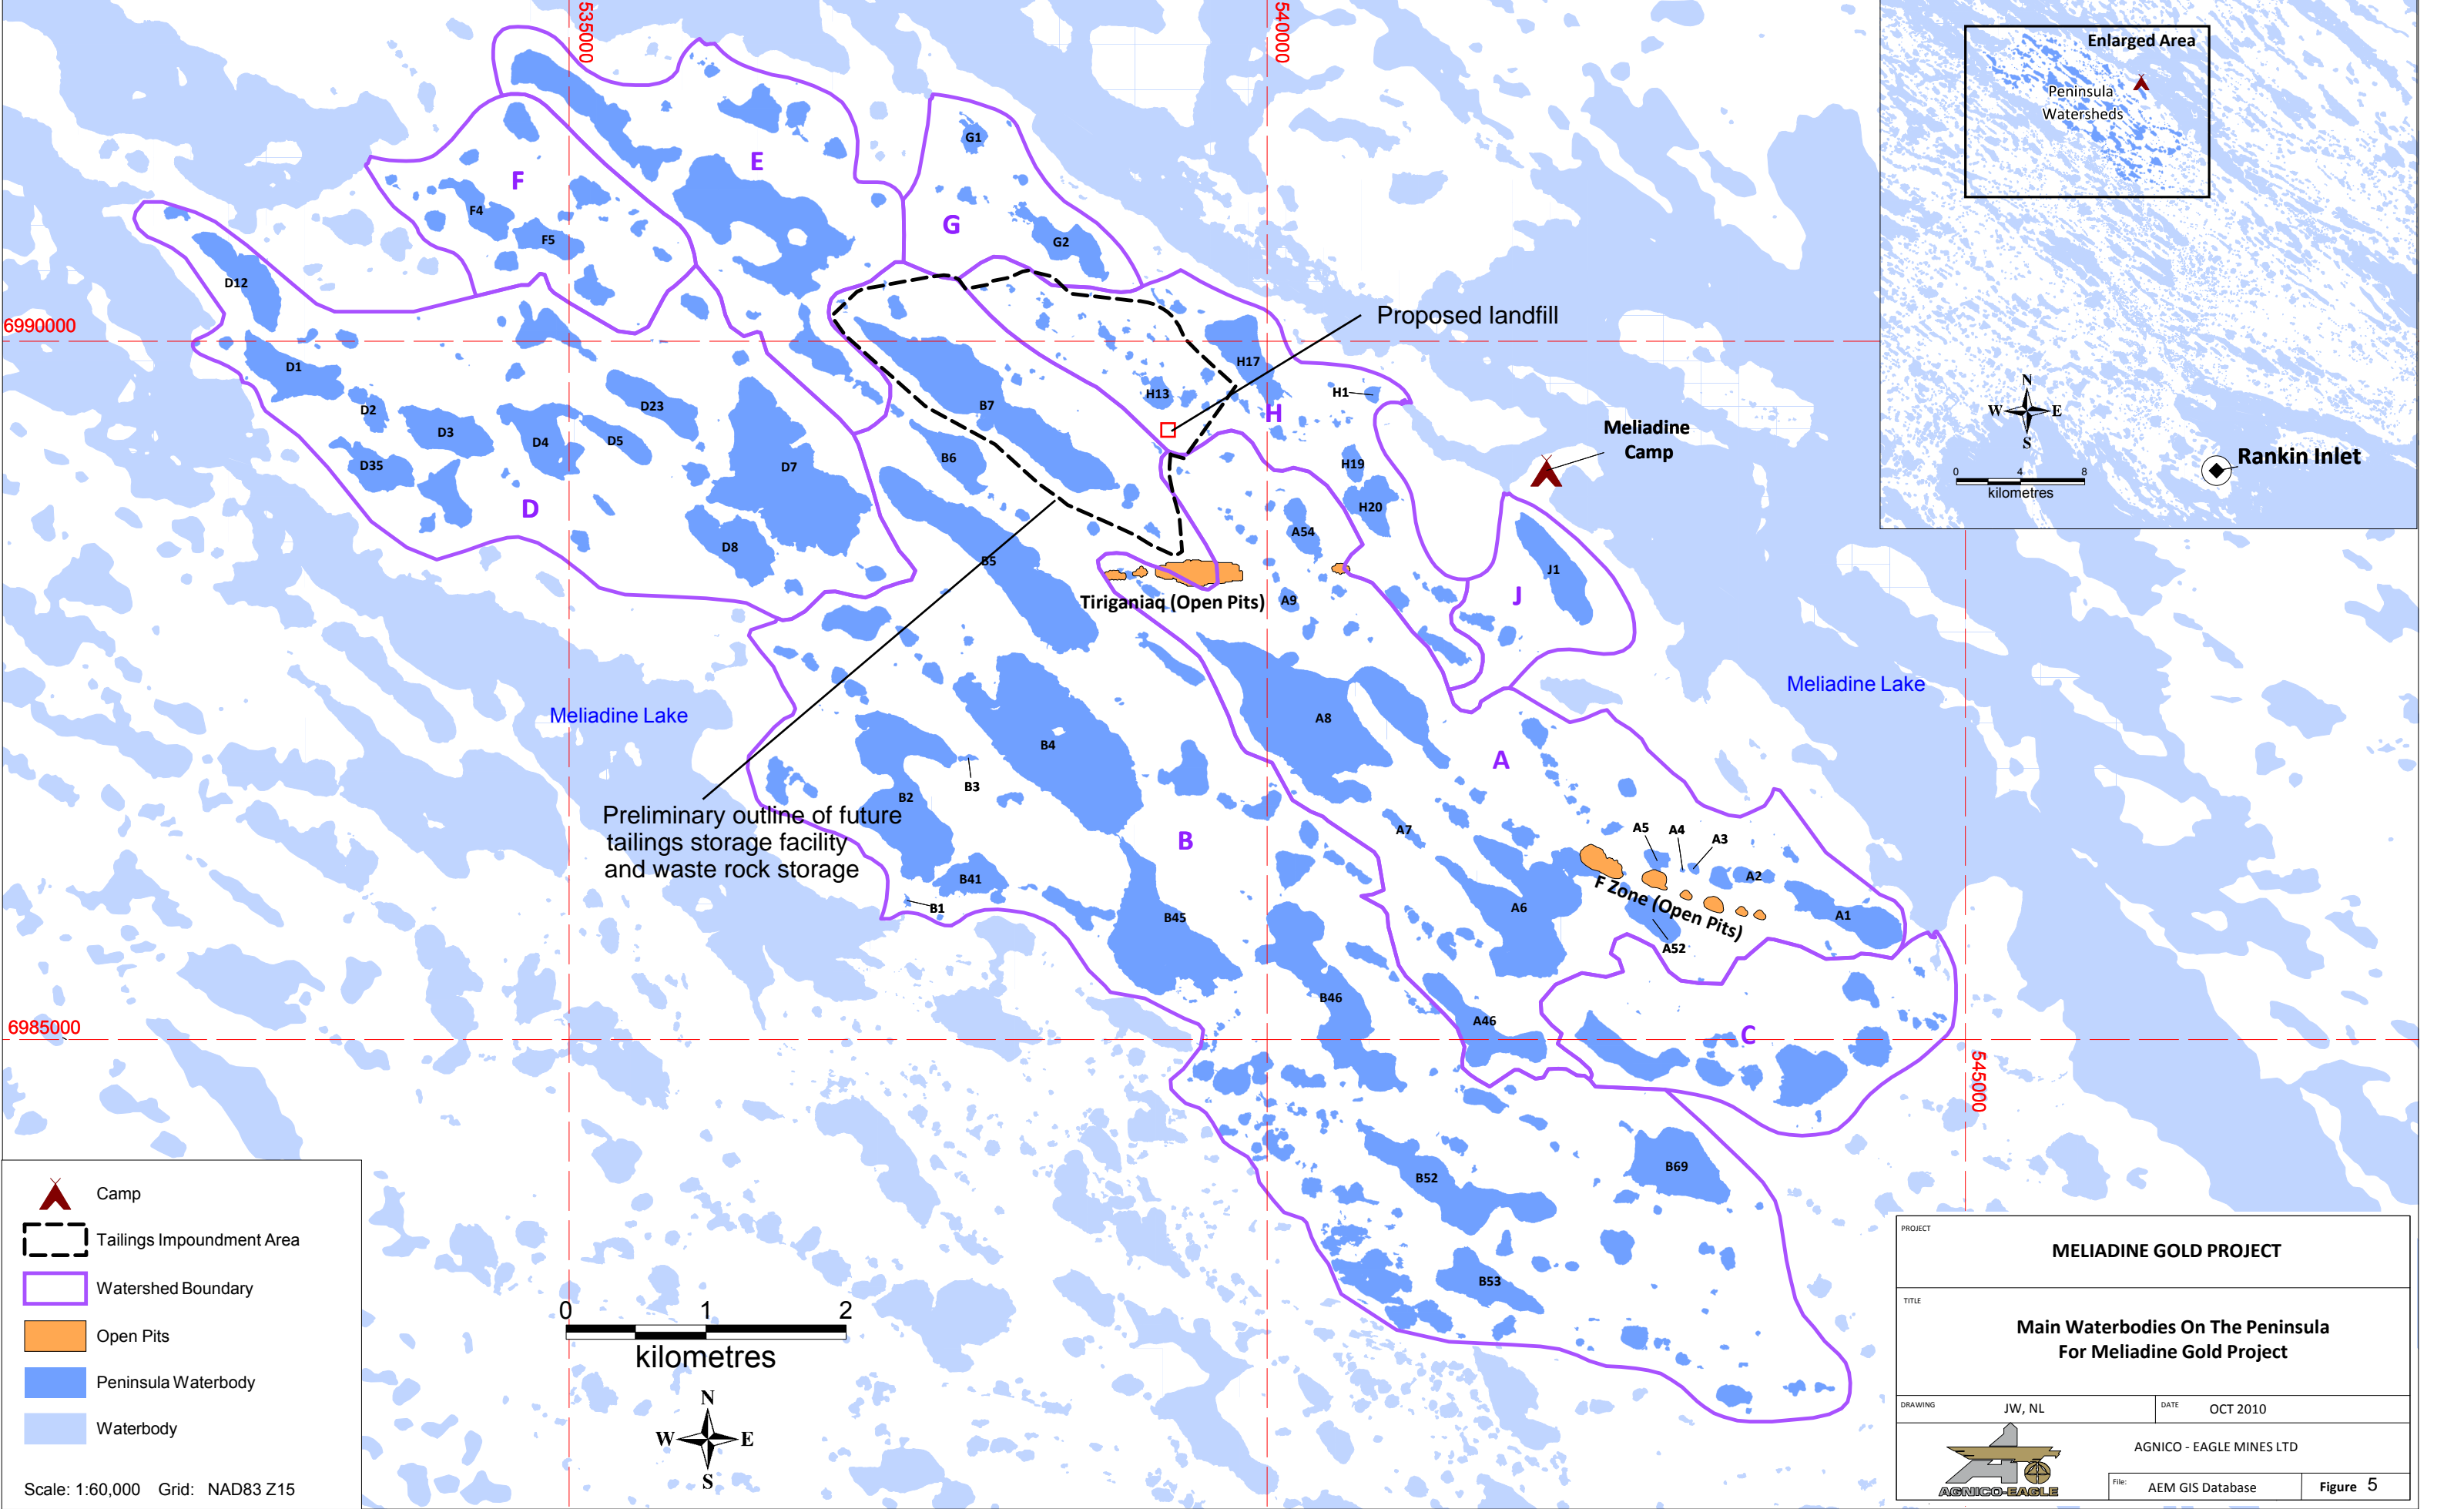 535000
540000
Enlarged Area
Peninsula
Watersheds
G1
E
F
F4
G
F5
G2
D12
6990000
Proposed landfill
H17
D1
H13
H1
D2
D23
B7
H
N
W
E
S
D3
D4
D5
Meliadine
Camp
D35
D7
B6
H19
Rankin Inlet
0
4
8
kilometres
D
H20
A54
D8
B5
J1
Tiriganiaq (Open Pits)
A9
J
Meliadine Lake
Meliadine Lake
A8
B4
A
B3
B2
Preliminary outline of future
tailings storage facility
and waste rock storage
B
A7
A5
A4
A3
B41
A2
F Zone (Open Pits)
B1
B45
A6
A1
A52
B46
A46
6985000
C
545000
B69
B52
B53
Camp
Tailings Impoundment Area
Watershed Boundary
Open Pits
Peninsula Waterbody
Waterbody
Scale: 1:60,000 Grid: NAD83 Z15
0
1
2
kilometres
N
W
E
S
PROJECT
MELIADINE GOLD PROJECT
TITLE
Main Waterbodies On The Peninsula
For Meliadine Gold Project
DRAWING
JW, NL
DATE
OCT 2010
AGNICO - EAGLE MINES LTD
AGNICO-EAGLE
File:
AEM GIS Database
Figure 5